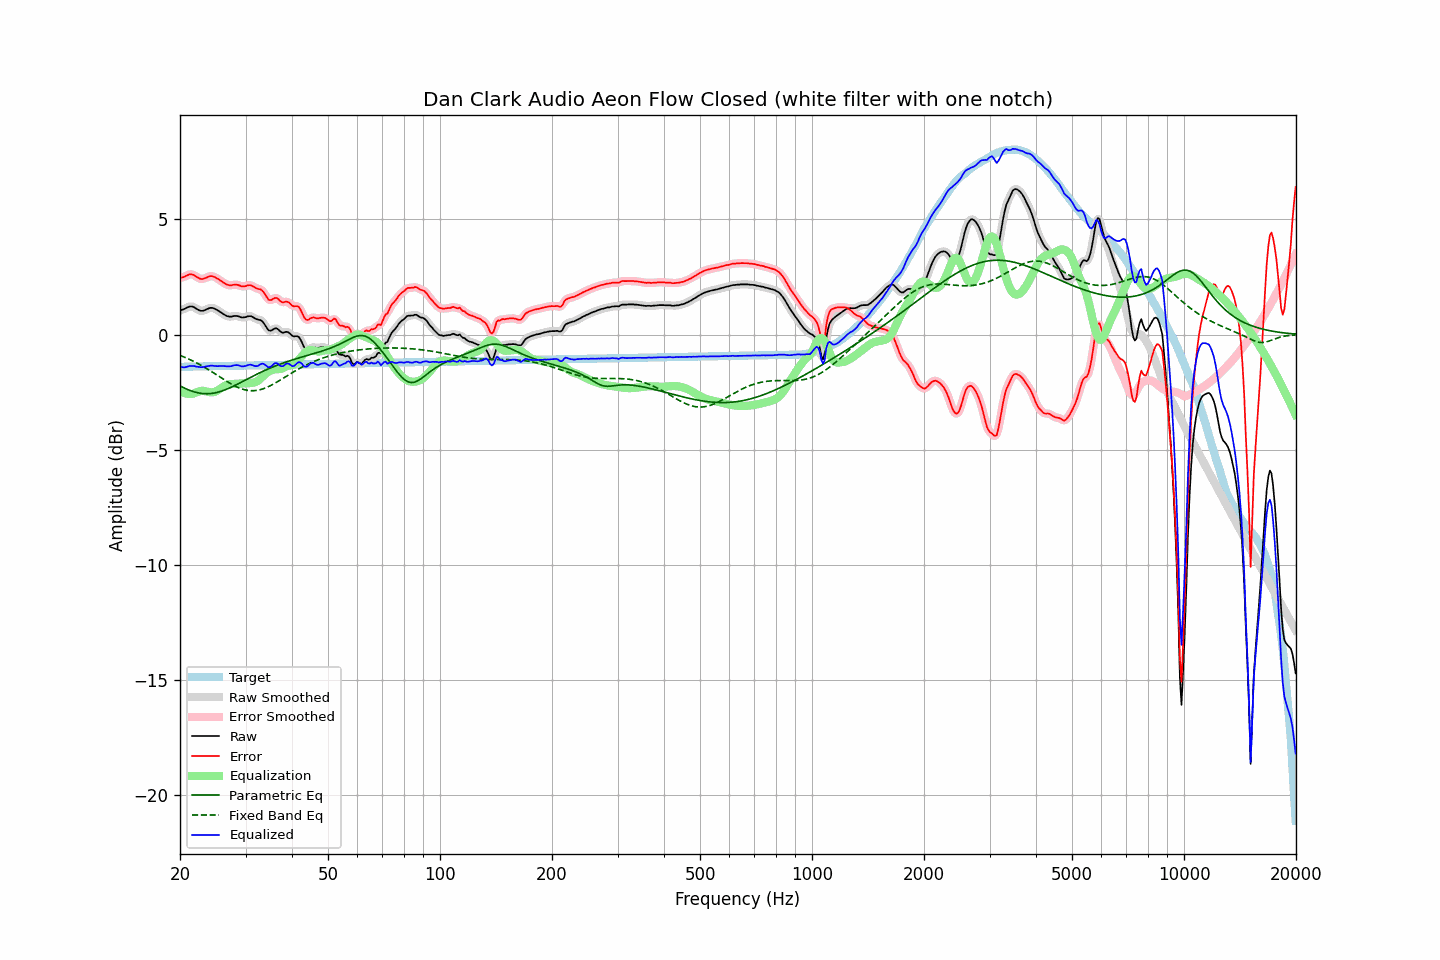 Dan Clark Audio Aeon Flow Closed (white filter with one notch)
Amplitude (dBr)
5
0
−5
−10
−15
−20
Target
Raw Smoothed
Error Smoothed
Raw
Error
Equalization
Parametric Eq
Fixed Band Eq
Equalized
20 50 100 200 500 1000 2000 5000 10000 20000
Frequency (Hz)